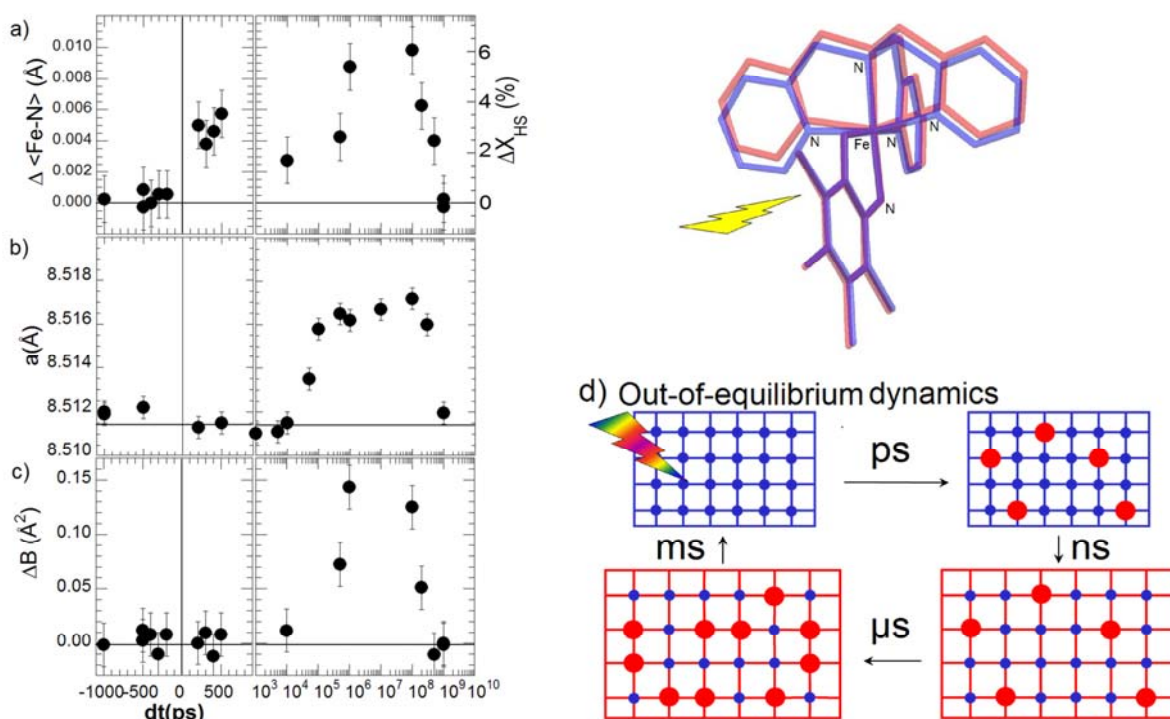 a)
Δ <Fe-N> (Å)
0.010
0.008
0.006
0.004
0.002
0.000
6
4
2
0
ΔX_HS (%)
b)
a(Å)
8.518
8.516
8.514
8.512
8.510
c)
ΔB (Å²)
0.15
0.10
0.05
0.00
-1000 -500 0 500
10³ 10⁴ 10⁵ 10⁶ 10⁷ 10⁸ 10⁹ 10¹⁰
dt(ps)
N
N Fe N N
N
d) Out-of-equilibrium dynamics
ps
ms ↑ ↓ ns
μs